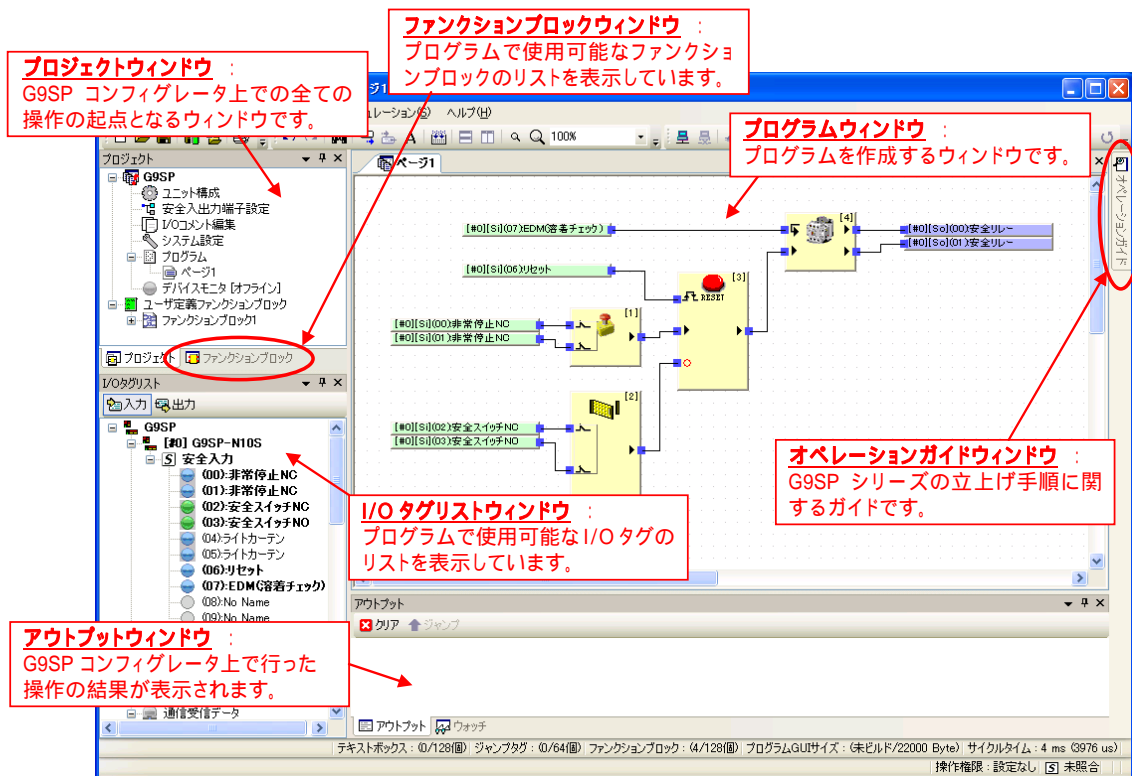 ファンクションブロックウィンドウ :
プログラムで使用可能なファンクショ
ンブロックのリストを表示しています。
プロジェクトウィンドウ :
G9SP コンフィグレータ上での全ての
操作の起点となるウィンドウです。
ヘルプ(H)
100%
プログラムウィンドウ :
プログラムを作成するウィンドウです。
プロジェクト
G9SP
ユニット構成
安全入出力端子設定
I/Oコメント編集
システム設定
プログラム
ページ1
デバイスモニタ [オフライン]
ユーザ定義ファンクションブロック
ファンクションブロック1
プロジェクト ファンクションブロック
ページ1
[#0][Si](07)EDM(溶着チェック)
[4]
[#0][So](00)安全リレー
[#0][So](01)安全リレー
[#0][Si](06)リセット
[3]
RESET
[1]
[#0][Si](00)非常停止NC
[#0][Si](01)非常停止NC
[2]
[#0][Si](02)安全スイッチNC
[#0][Si](03)安全スイッチNO
オペレーションガイド
オペレーションガイドウィンドウ :
G9SP シリーズの立上げ手順に関
するガイドです。
I/Oタグリスト
入力 出力
G9SP
[#0] G9SP-N10S
S 安全入力
(00):非常停止NC
(01):非常停止NC
(02):安全スイッチNC
(03):安全スイッチNO
(04):ライトカーテン
(05):ライトカーテン
(06):リセット
(07):EDM(溶着チェック)
(08):No Name
(09):No Name
I/O タグリストウィンドウ :
プログラムで使用可能な I/O タグの
リストを表示しています。
アウトプットウィンドウ :
G9SP コンフィグレータ上で行った
操作の結果が表示されます。
通信受信データ
アウトプット
クリア ジャンプ
アウトプット ウォッチ
テキストボックス : (0/128個) ジャンプタグ : (0/64個) ファンクションブロック : (4/128個) プログラムGUIサイズ : (未ビルド/22000 Byte) サイクルタイム : 4 ms (3976 us)
操作権限 : 設定なし S 未照合